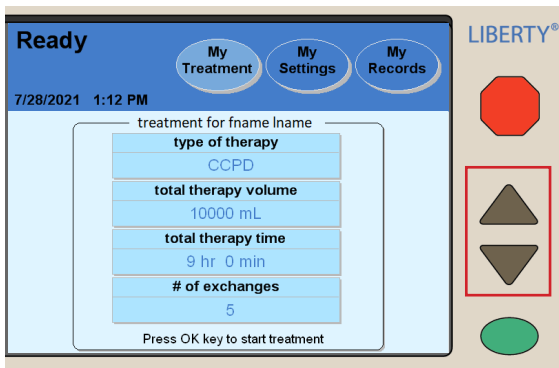 LIBERTY®
Ready
My Treatment
My Settings
My Records
7/28/2021 1:12 PM
treatment for fname lname
type of therapy
CCPD
total therapy volume
10000 mL
total therapy time
9 hr 0 min
# of exchanges
5
Press OK key to start treatment